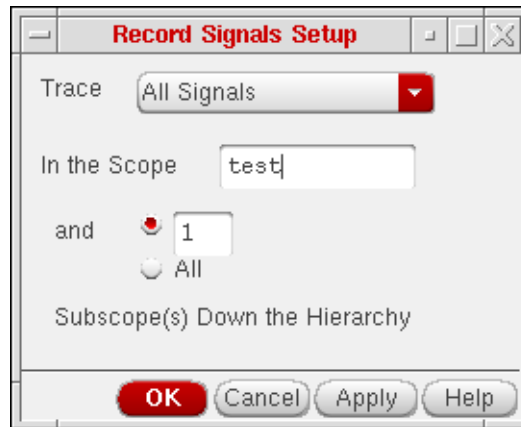 Record Signals Setup
Trace All Signals
In the Scope test
and 1
All
Subscope(s) Down the Hierarchy
OK Cancel Apply Help